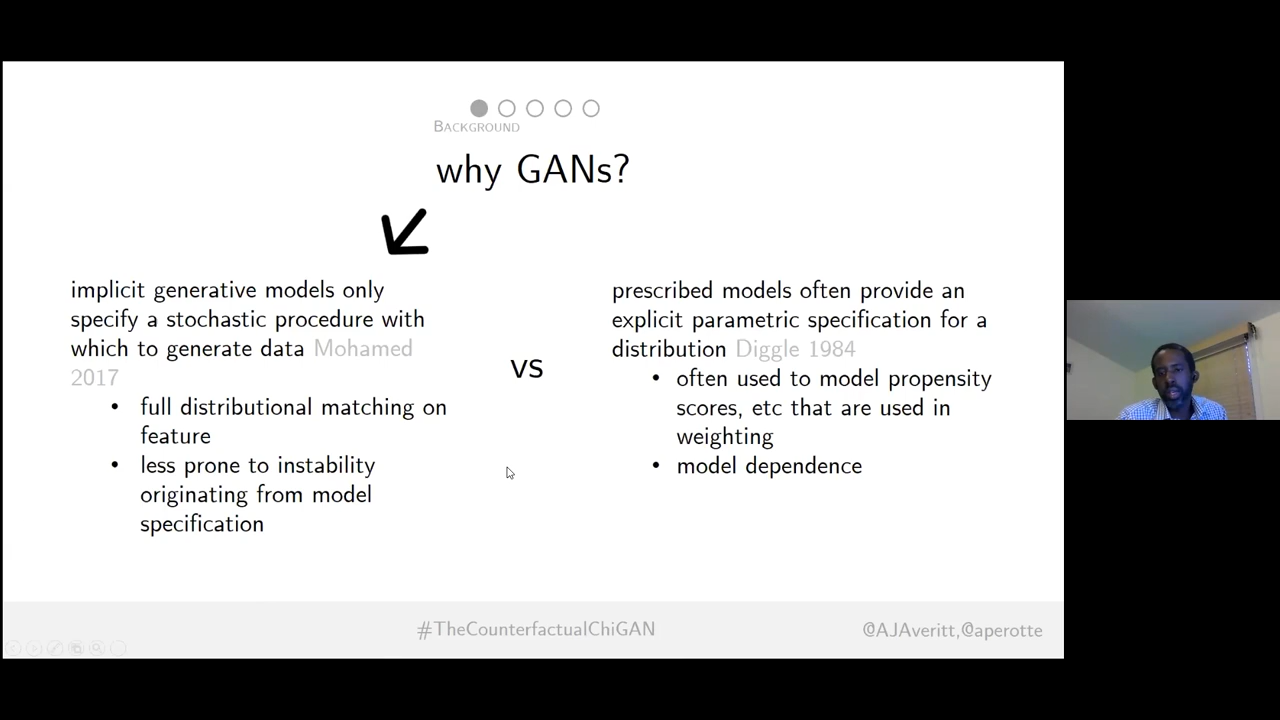 BACKGROUND
why GANs?
implicit generative models only
specify a stochastic procedure with
which to generate data Mohamed
2017
• full distributional matching on
feature
• less prone to instability
originating from model
specification
vs
prescribed models often provide an
explicit parametric specification for a
distribution Diggle 1984
• often used to model propensity
scores, etc that are used in
weighting
• model dependence
#TheCounterfactualChiGAN
@AJAveritt,@aperotte